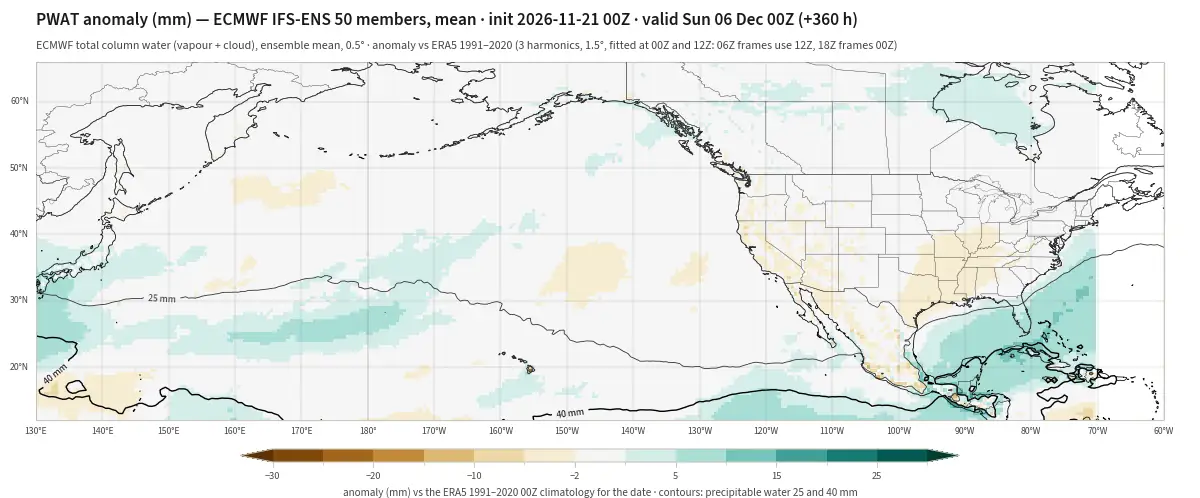 PWAT anomaly (mm) — ECMWF IFS-ENS 50 members, mean · init 2026-11-21 00Z · valid Sun 06 Dec 00Z (+360 h)
ECMWF total column water (vapour + cloud), ensemble mean, 0.5° · anomaly vs ERA5 1991–2020 (3 harmonics, 1.5°, fitted at 00Z and 12Z: 06Z frames use 12Z, 18Z frames 00Z)
60°N
50°N
40°N
30°N
20°N
25 mm
40 mm
40 mm
130°E 140°E 150°E 160°E 170°E 180° 170°W 160°W 150°W 140°W 130°W 120°W 110°W 100°W 90°W 80°W 70°W 60°W
−30 −20 −10 −2 5 15 25
anomaly (mm) vs the ERA5 1991–2020 00Z climatology for the date · contours: precipitable water 25 and 40 mm